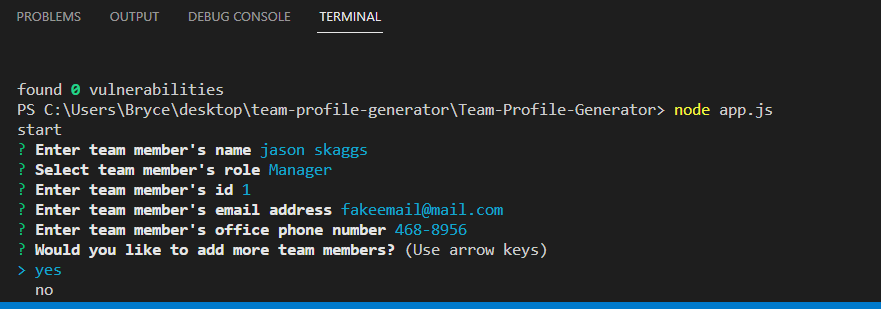 PROBLEMS OUTPUT DEBUG CONSOLE TERMINAL
found 0 vulnerabilities
PS C:\Users\Bryce\desktop\team-profile-generator\Team-Profile-Generator> node app.js
start
? Enter team member's name jason skaggs
? Select team member's role Manager
? Enter team member's id 1
? Enter team member's email address fakeemail@mail.com
? Enter team member's office phone number 468-8956
? Would you like to add more team members? (Use arrow keys)
> yes
no